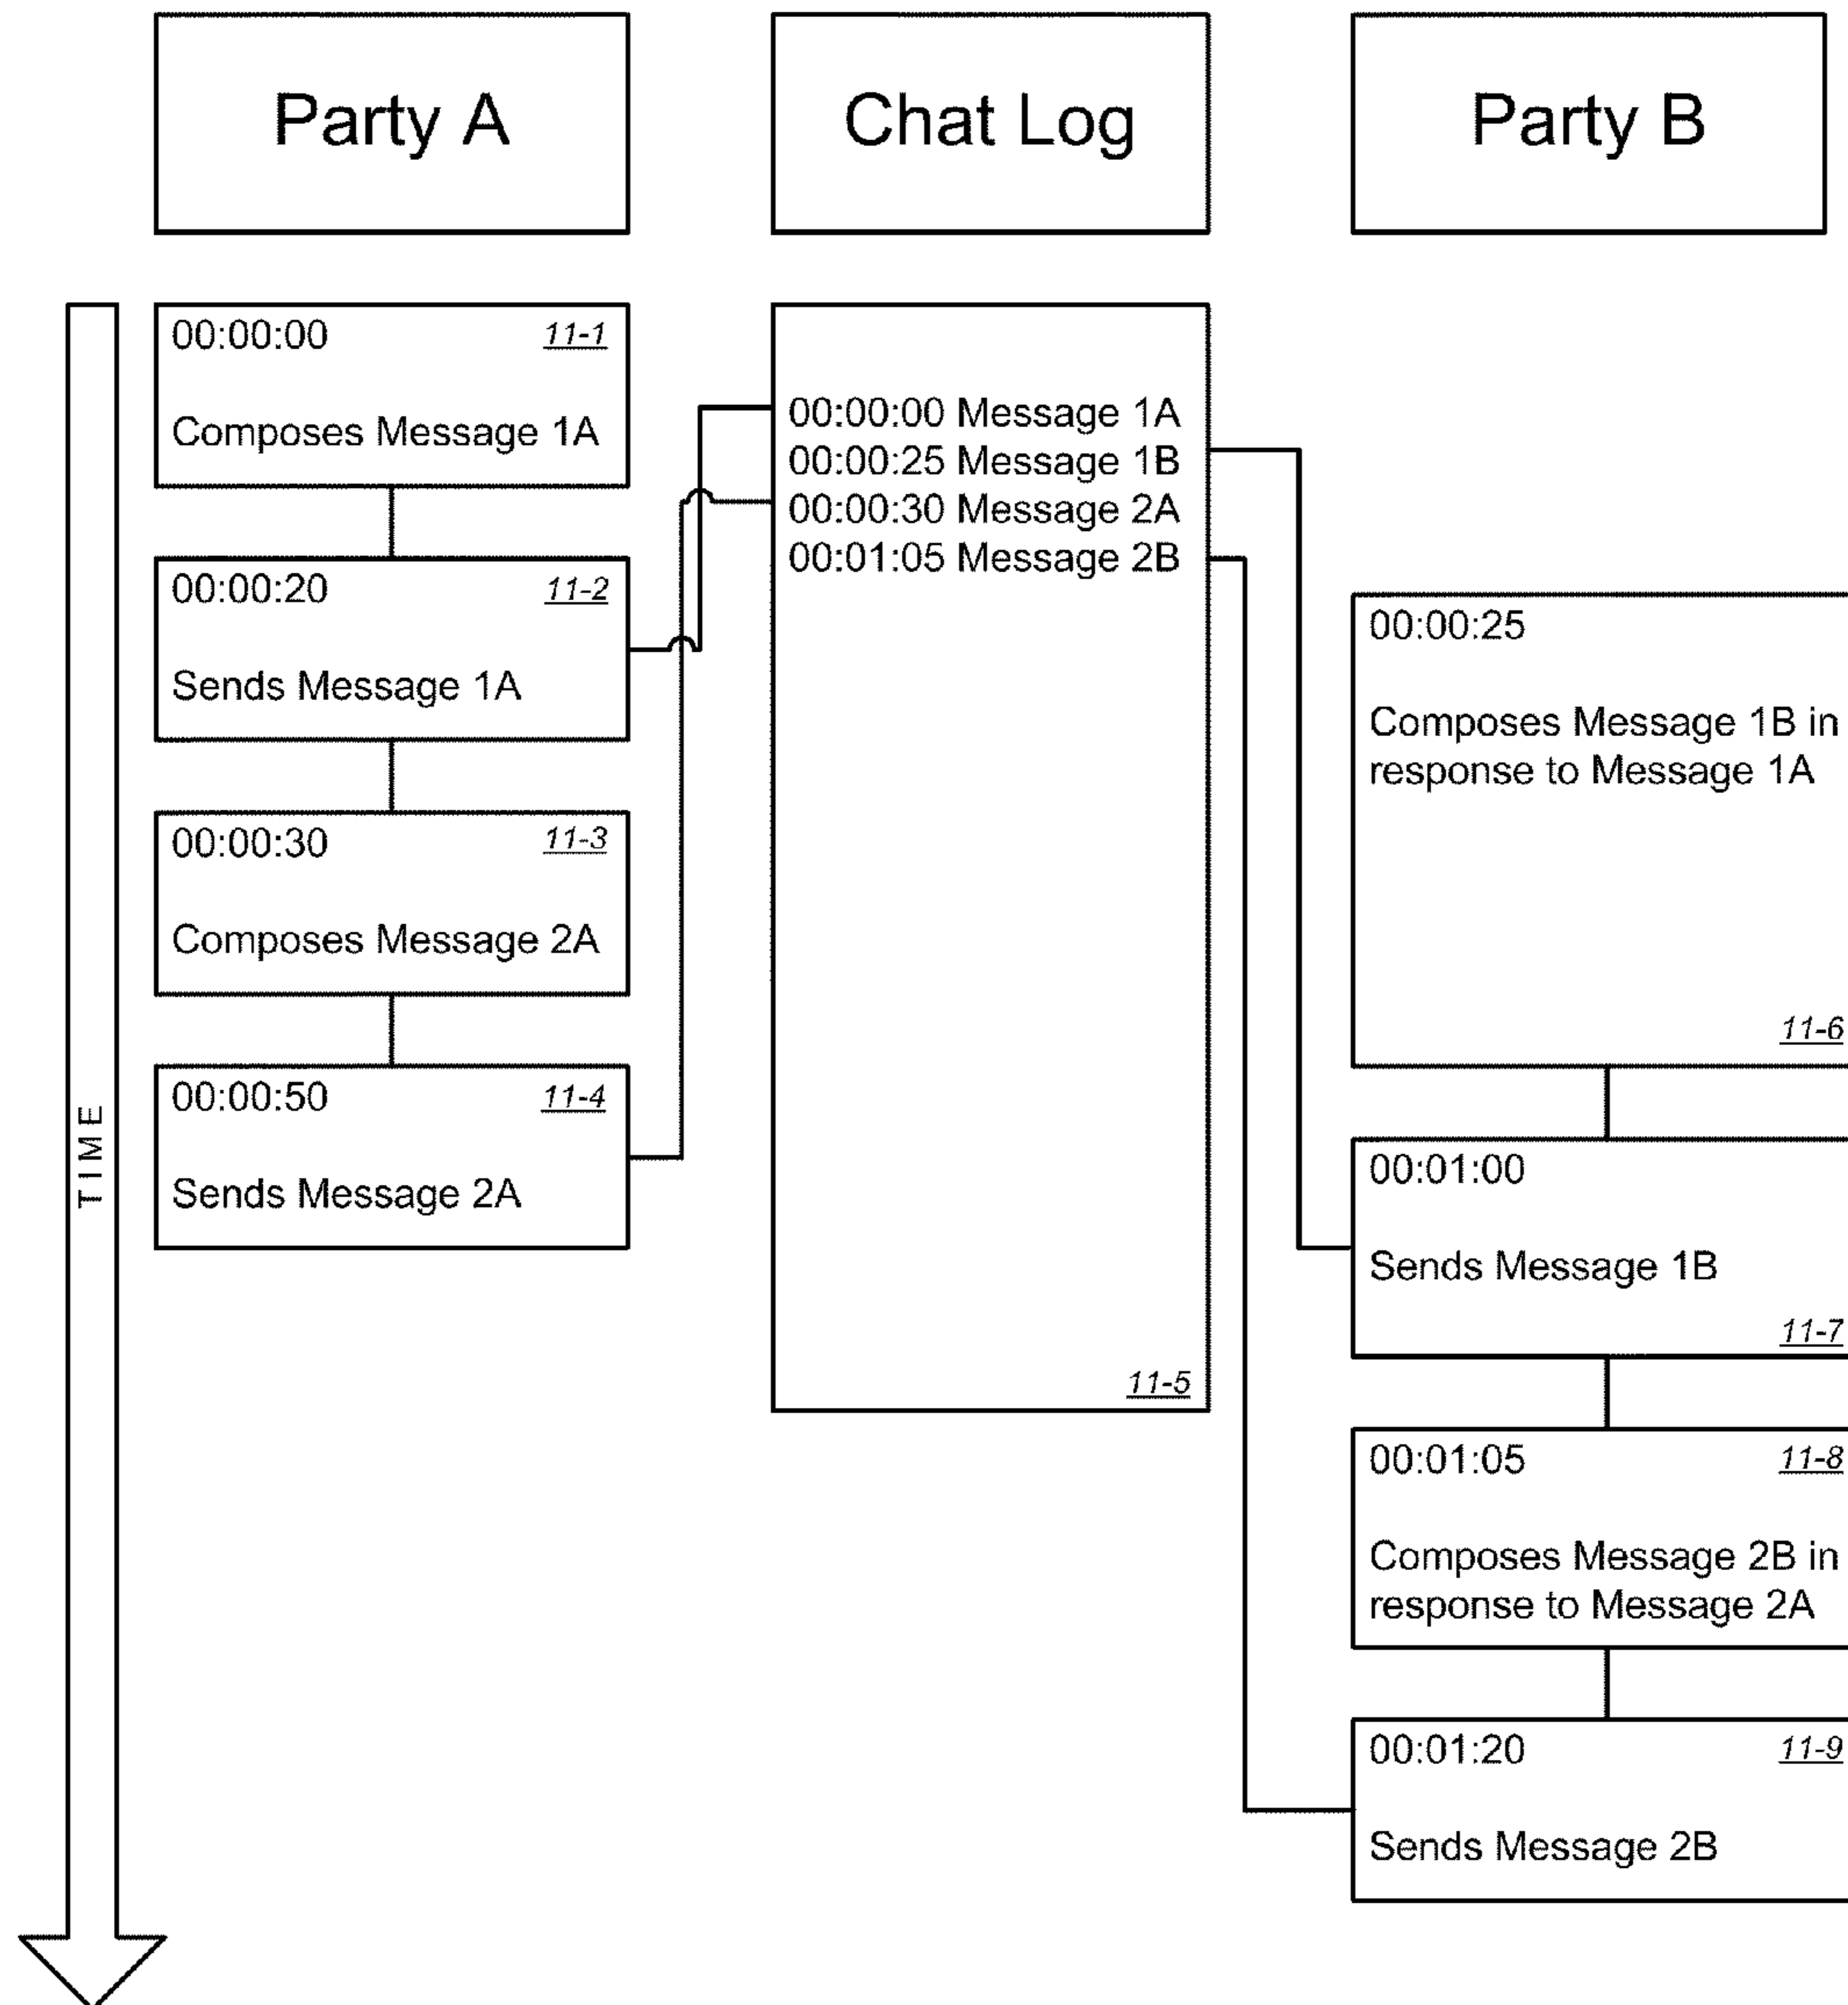 Party A
Chat Log
Party B
TIME
00:00:00 11-1
Composes Message 1A
00:00:20 11-2
Sends Message 1A
00:00:30 11-3
Composes Message 2A
00:00:50 11-4
Sends Message 2A
00:00:00 Message 1A
00:00:25 Message 1B
00:00:30 Message 2A
00:01:05 Message 2B
11-5
00:00:25
Composes Message 1B in
response to Message 1A
11-6
00:01:00
Sends Message 1B
11-7
00:01:05 11-8
Composes Message 2B in
response to Message 2A
00:01:20 11-9
Sends Message 2B